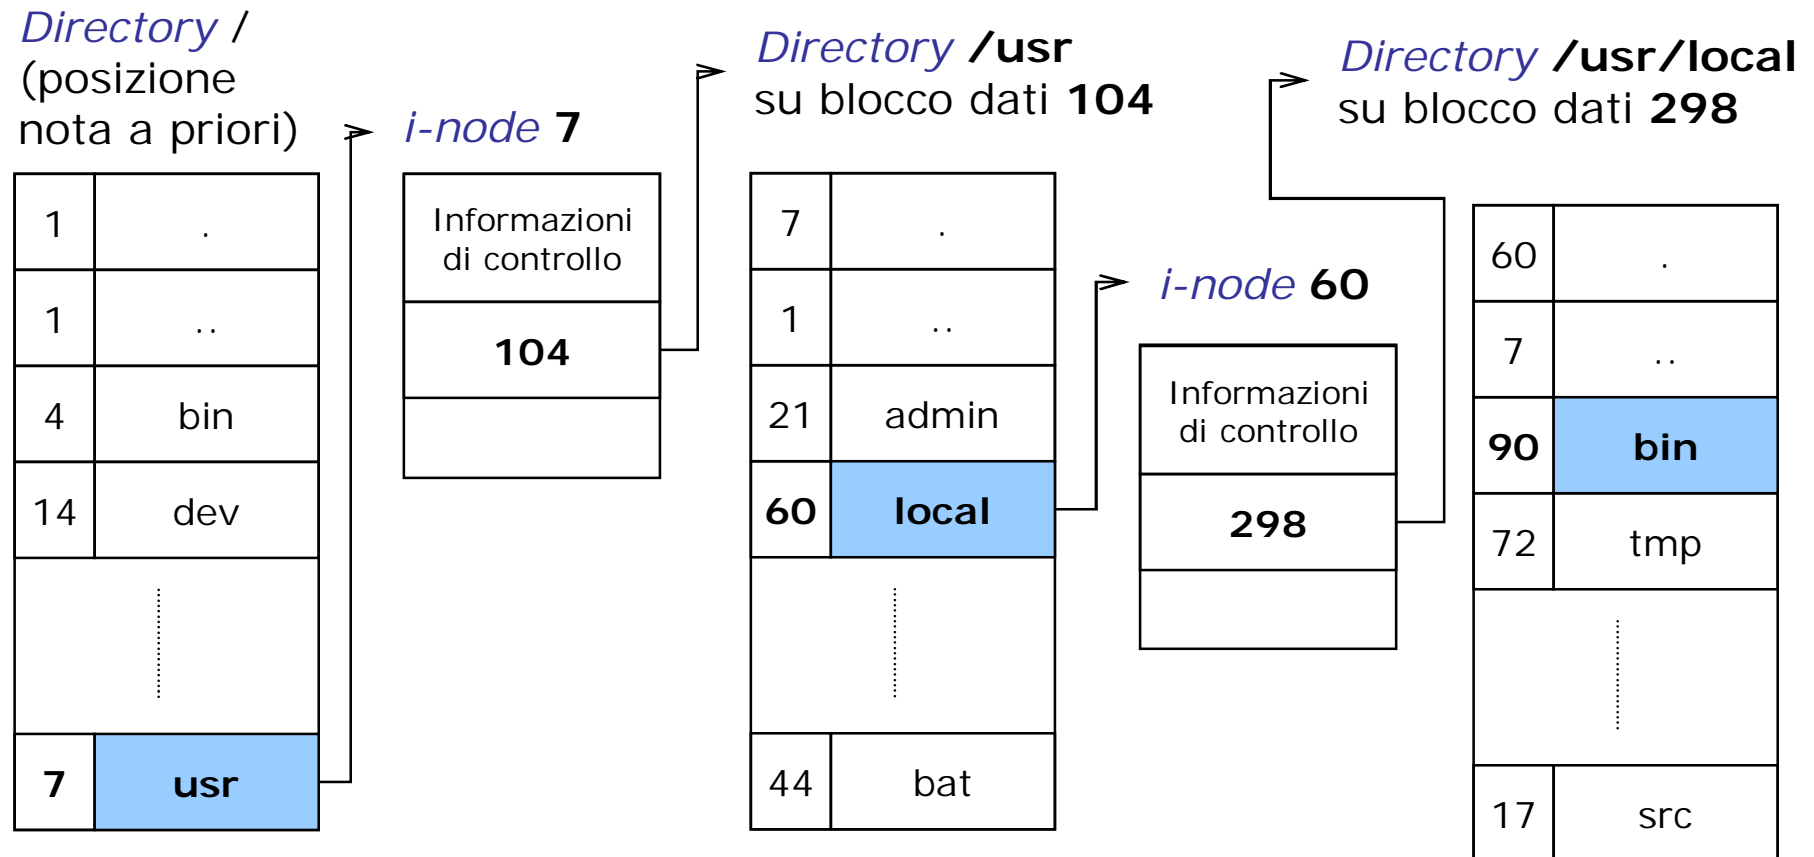 Directory /
(posizione
nota a priori)
1 .
1 ..
4 bin
14 dev
7 usr
i-node 7
Informazioni
di controllo
104
Directory /usr
su blocco dati 104
7 .
1 ..
21 admin
60 local
44 bat
i-node 60
Informazioni
di controllo
298
Directory /usr/local
su blocco dati 298
60 .
7 ..
90 bin
72 tmp
17 src